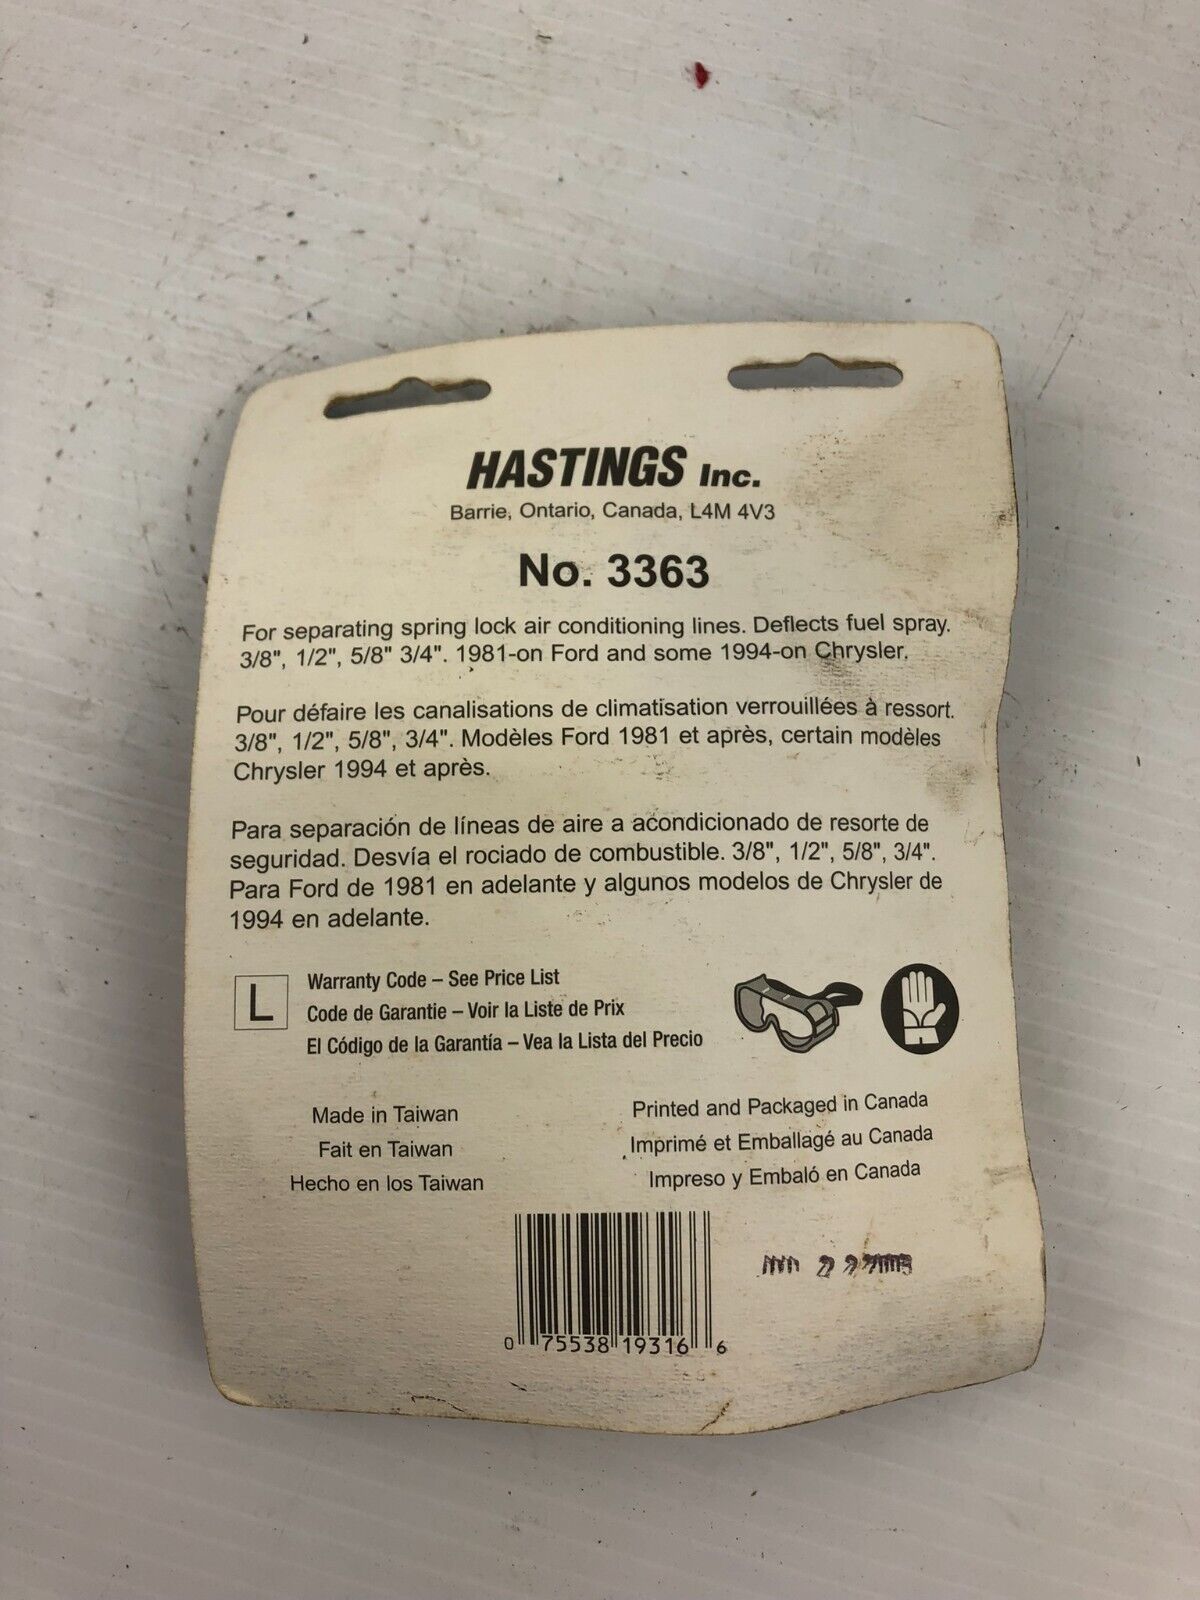 HASTINGS Inc.
Barrie, Ontario, Canada, L4M 4V3
No. 3363
For separating spring lock air conditioning lines. Deflects fuel spray.
3/8", 1/2", 5/8" 3/4". 1981-on Ford and some 1994-on Chrysler.
Pour défaire les canalisations de climatisation verrouillées à ressort.
3/8", 1/2", 5/8", 3/4". Modèles Ford 1981 et après, certain modèles
Chrysler 1994 et après.
Para separación de líneas de aire a acondicionado de resorte de
seguridad. Desvía el rociado de combustible. 3/8", 1/2", 5/8", 3/4".
Para Ford de 1981 en adelante y algunos modelos de Chrysler de
1994 en adelante.
L
Warranty Code – See Price List
Code de Garantie – Voir la Liste de Prix
El Código de la Garantía – Vea la Lista del Precio
Made in Taiwan
Fait en Taiwan
Hecho en los Taiwan
Printed and Packaged in Canada
Imprimé et Emballagé au Canada
Impreso y Embaló en Canada
0 75538 19316 6